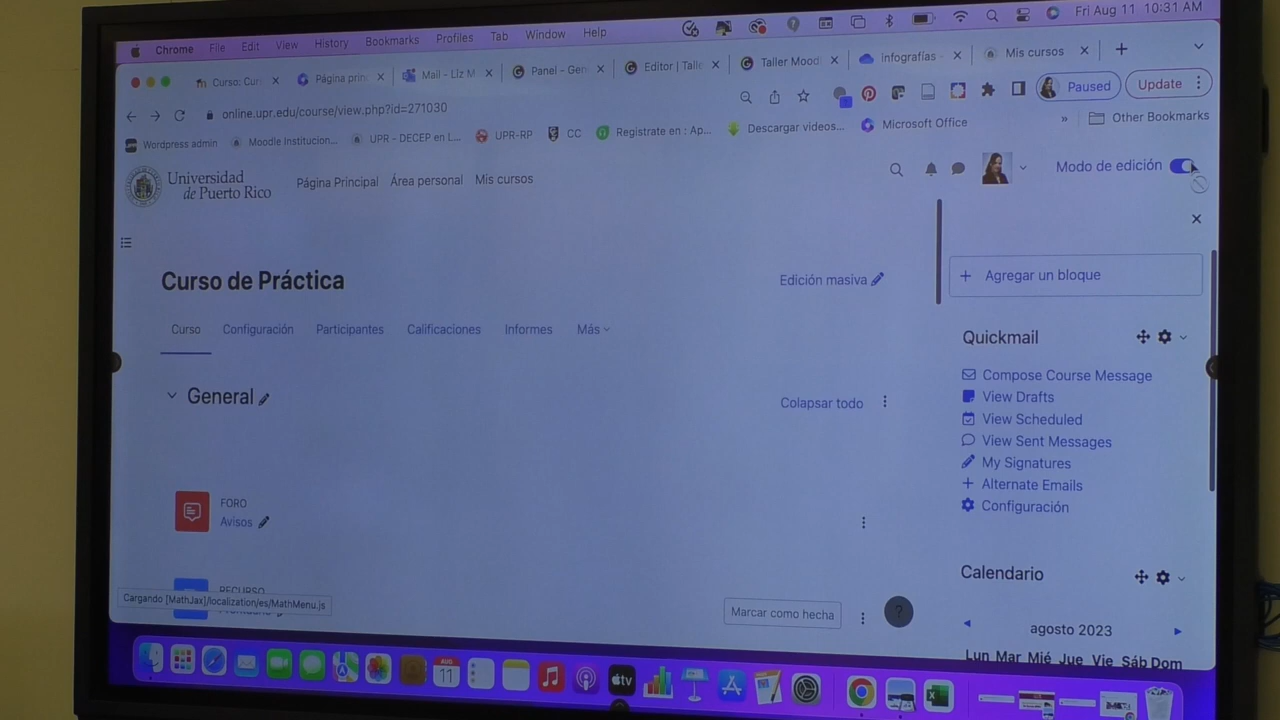 Chrome File Edit View History Bookmarks Profiles Tab Window Help Fri Aug 11 10:31 AM
Curso: Cur Página prin Mail - Liz M Panel - Gen Editor | Talle Taller Mood infografías - Mis cursos
online.upr.edu/course/view.php?id=271030 Paused Update
Wordpress admin Moodle Institucion... UPR - DECEP en L... UPR-RP CC Registrate en : Ap... Descargar videos... Microsoft Office » Other Bookmarks
Universidad
de Puerto Rico
Página Principal Área personal Mis cursos Modo de edición
Curso de Práctica Edición masiva
Agregar un bloque
Curso Configuración Participantes Calificaciones Informes Más
Quickmail
Compose Course Message
View Drafts
View Scheduled
View Sent Messages
My Signatures
Alternate Emails
Configuración
General Colapsar todo
FORO
Avisos
RECURSO
Marcar como hecha
?
Cargando [MathJax]/localization/es/MathMenu.js
Calendario
agosto 2023
Lun Mar Mié Jue Vie Sáb Dom
AUG
11
tv